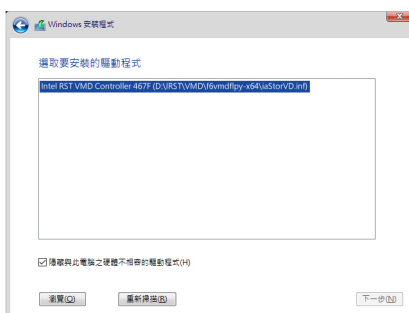 Windows 安裝程式
選取要安裝的驅動程式
Intel RST VMD Controller 467F (D:\IRST\VMD\f6vmdflpy-x64\iaStorVD.inf)
隱藏與此電腦之硬體不相容的驅動程式(H)
瀏覽(O) 重新掃描(R) 下一步(N)